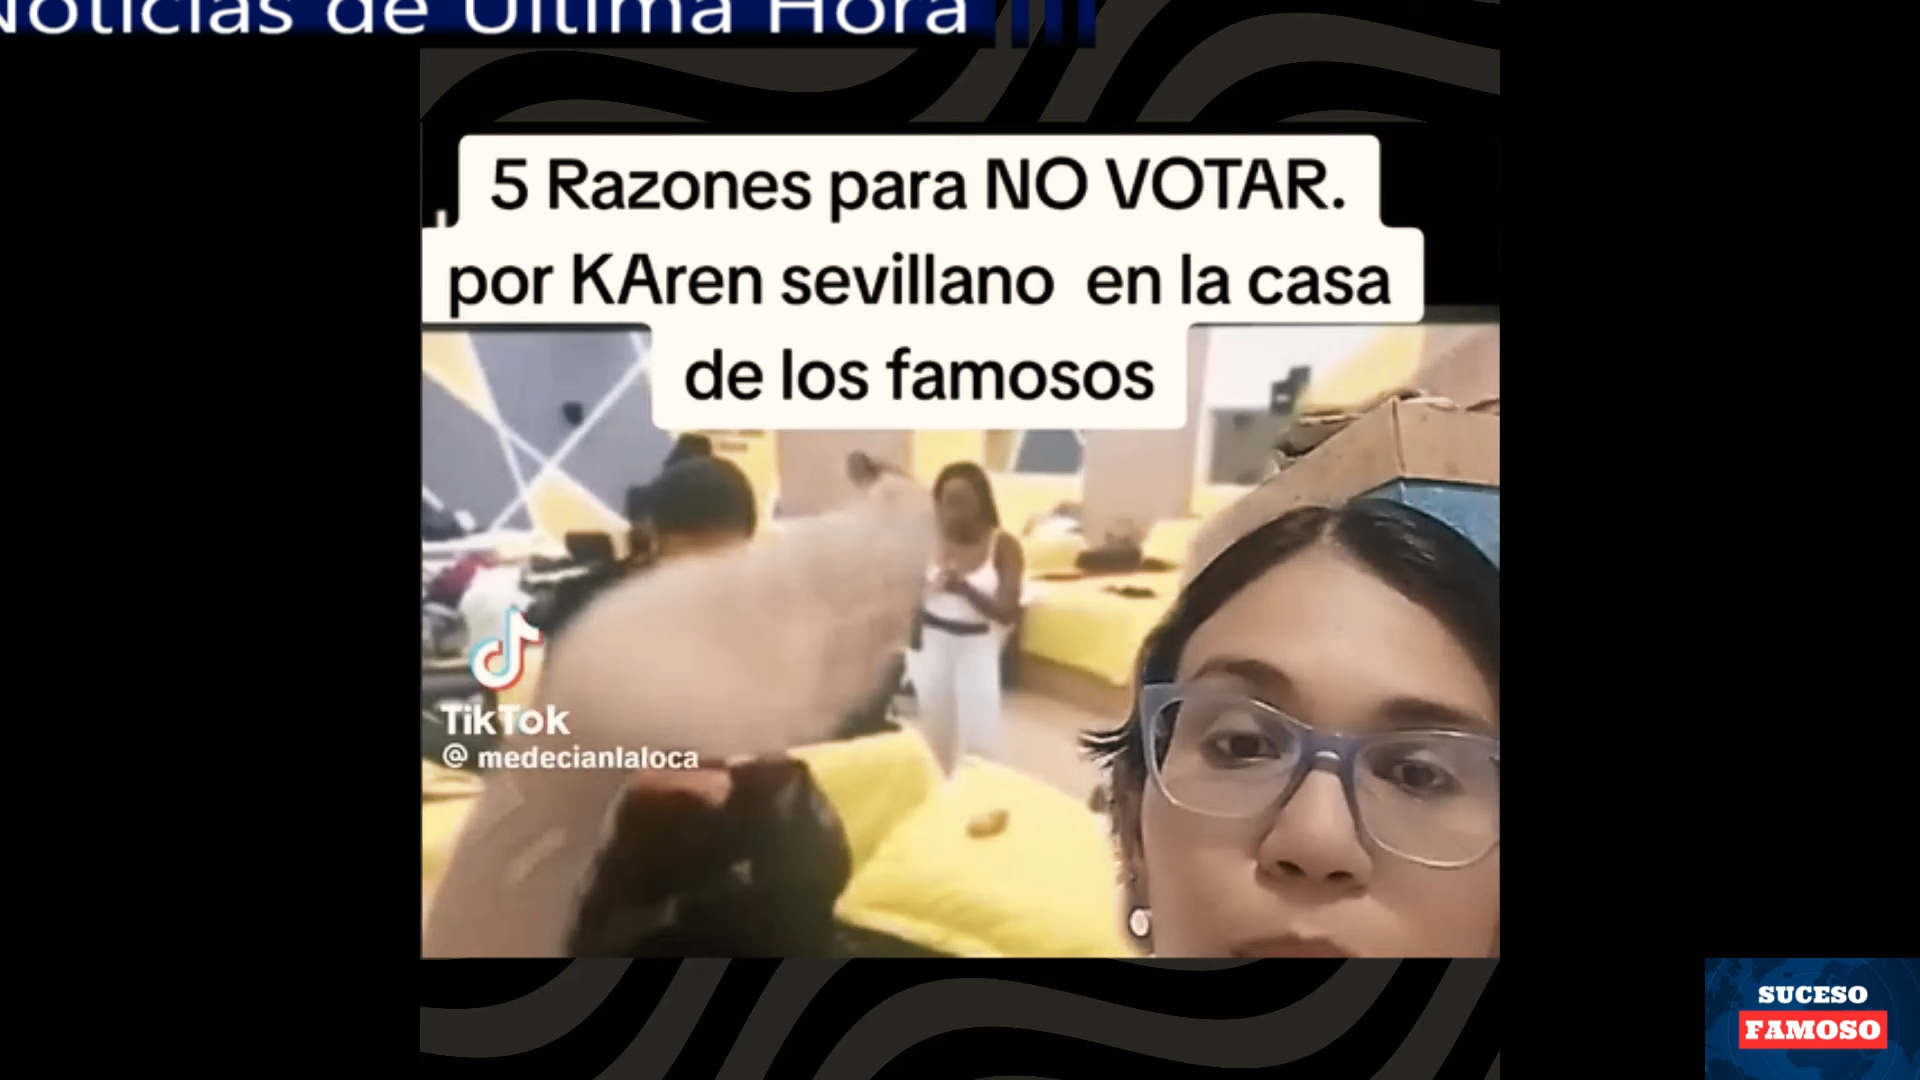 Noticias de Última Hora
5 Razones para NO VOTAR.
por KAren sevillano en la casa
de los famosos
TikTok
@ medecianlaloca
SUCESO
FAMOSO